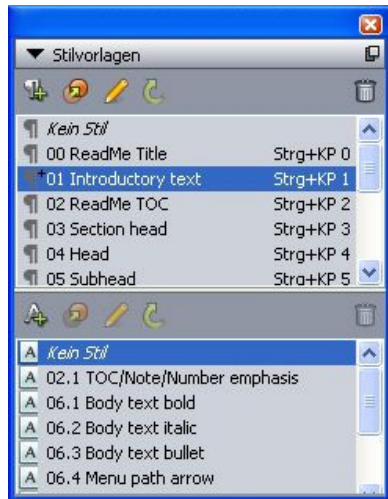 Stilvorlagen
Kein Stil
00 ReadMe Title Strg+KP 0
01 Introductory text Strg+KP 1
02 ReadMe TOC Strg+KP 2
03 Section head Strg+KP 3
04 Head Strg+KP 4
05 Subhead Strg+KP 5
Kein Stil
02.1 TOC/Note/Number emphasis
06.1 Body text bold
06.2 Body text italic
06.3 Body text bullet
06.4 Menu path arrow